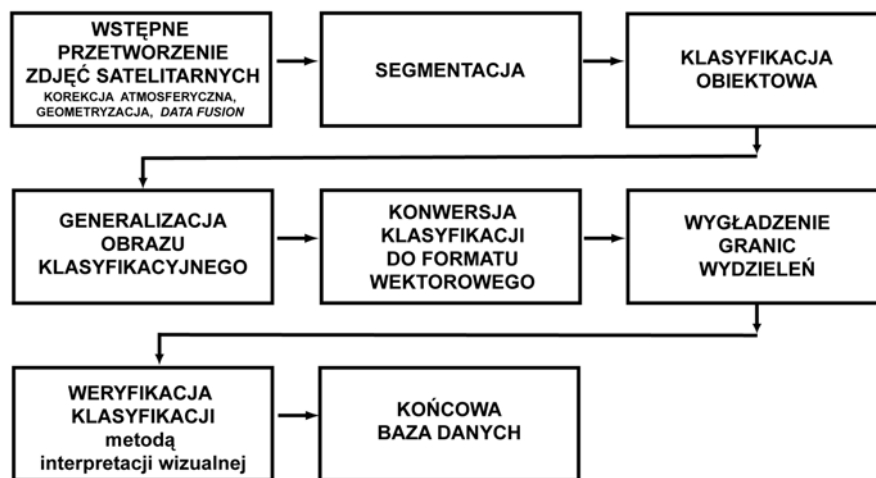 WSTĘPNE
PRZETWORZENIE
ZDJĘĆ SATELITARNYCH
KOREKCJA ATMOSFERYCZNA,
GEOMETRYZACJA, DATA FUSION
SEGMENTACJA
KLASYFIKACJA
OBIEKTOWA
GENERALIZACJA
OBRAZU
KLASYFIKACYJNEGO
KONWERSJA
KLASYFIKACJI
DO FORMATU
WEKTOROWEGO
WYGŁADZENIE
GRANIC
WYDZIELEŃ
WERYFIKACJA
KLASYFIKACJI
metodą
interpretacji wizualnej
KOŃCOWA
BAZA DANYCH